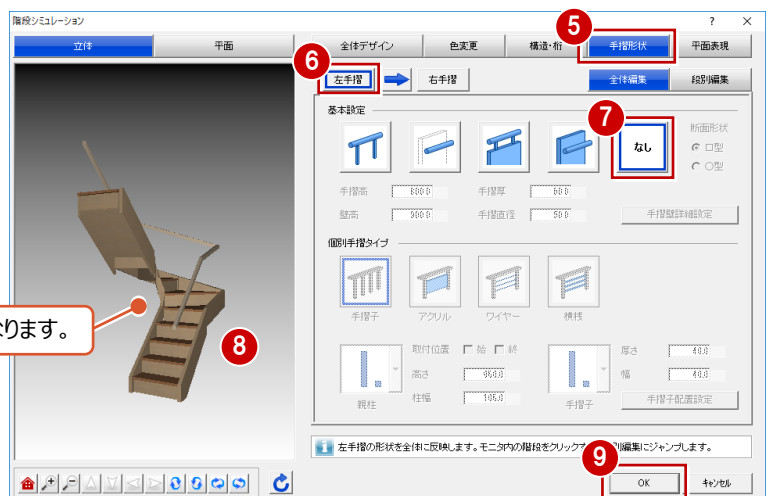 階段シミュレーション ? ×
立体 平面 全体デザイン 色変更 構造・桁 手摺形状 平面表現
5
6
左手摺 右手摺 全体編集 段別編集
基本設定
7
なし
断面形状
口型
○型
手摺高 800.0 手摺厚 60.0
壁高 900.0 手摺直径 50.0 手摺壁詳細設定
個別手摺タイプ
手摺子 アクリル ワイヤー 横桟
なります。
8
取付位置 始 終 厚さ 40.0
高さ 950.0 幅 40.0
柱幅 105.0 手摺子配置設定
親柱 手摺子
左手摺の形状を全体に反映します。モニタ内の階段をクリックす 別編集にジャンプします。
9
OK キャンセル